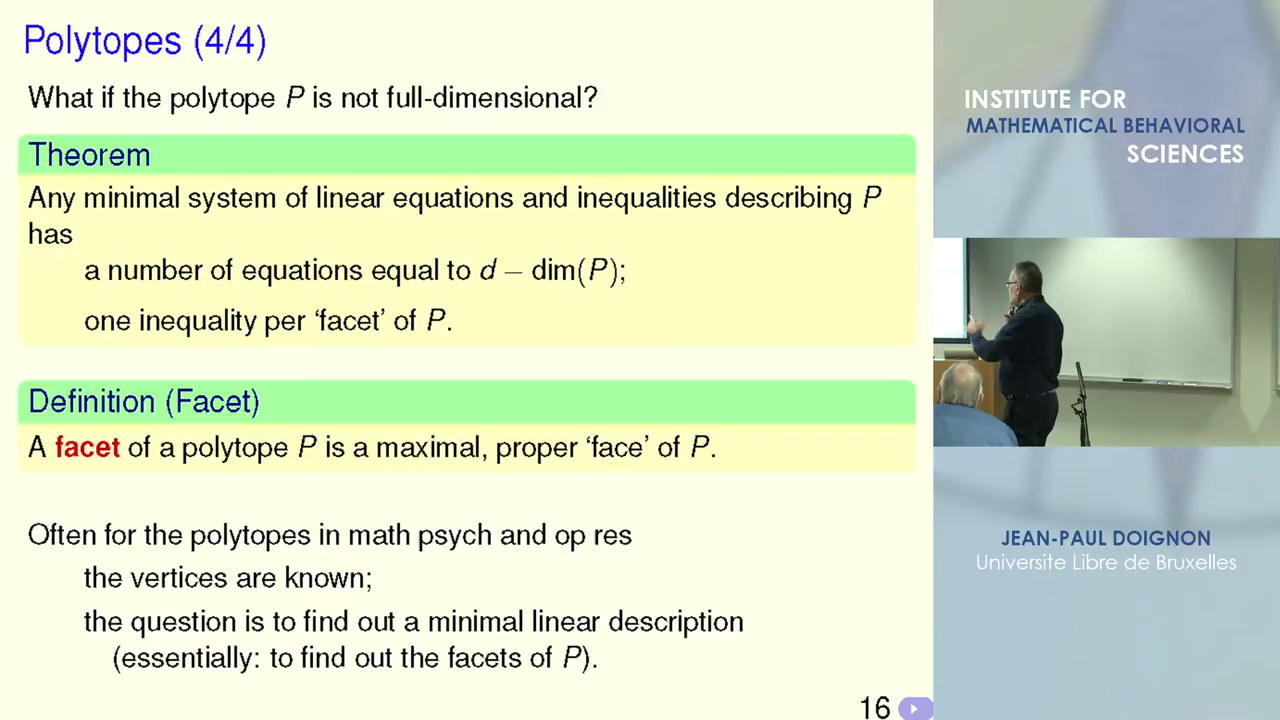 Polytopes (4/4)
What if the polytope P is not full-dimensional?
Theorem
Any minimal system of linear equations and inequalities describing P
has
a number of equations equal to d − dim(P);
one inequality per ‘facet’ of P.
Definition (Facet)
A facet of a polytope P is a maximal, proper ‘face’ of P.
Often for the polytopes in math psych and op res
the vertices are known;
the question is to find out a minimal linear description
(essentially: to find out the facets of P).
16
INSTITUTE FOR
MATHEMATICAL BEHAVIORAL
SCIENCES
JEAN-PAUL DOIGNON
Universite Libre de Bruxelles